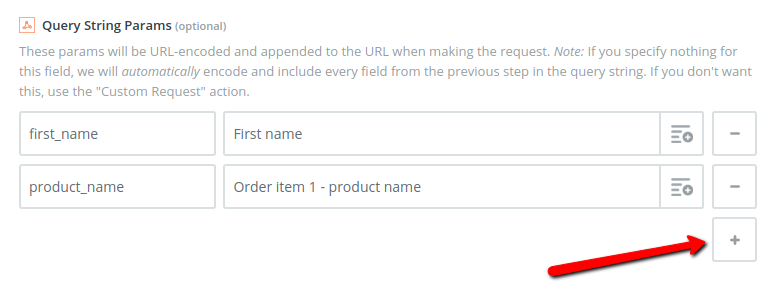 Query String Params (optional)
These params will be URL-encoded and appended to the URL when making the request. Note: If you specify nothing for
this field, we will automatically encode and include every field from the previous step in the query string. If you don't want
this, use the "Custom Request" action.
first_name
First name
−
product_name
Order item 1 - product name
−
+